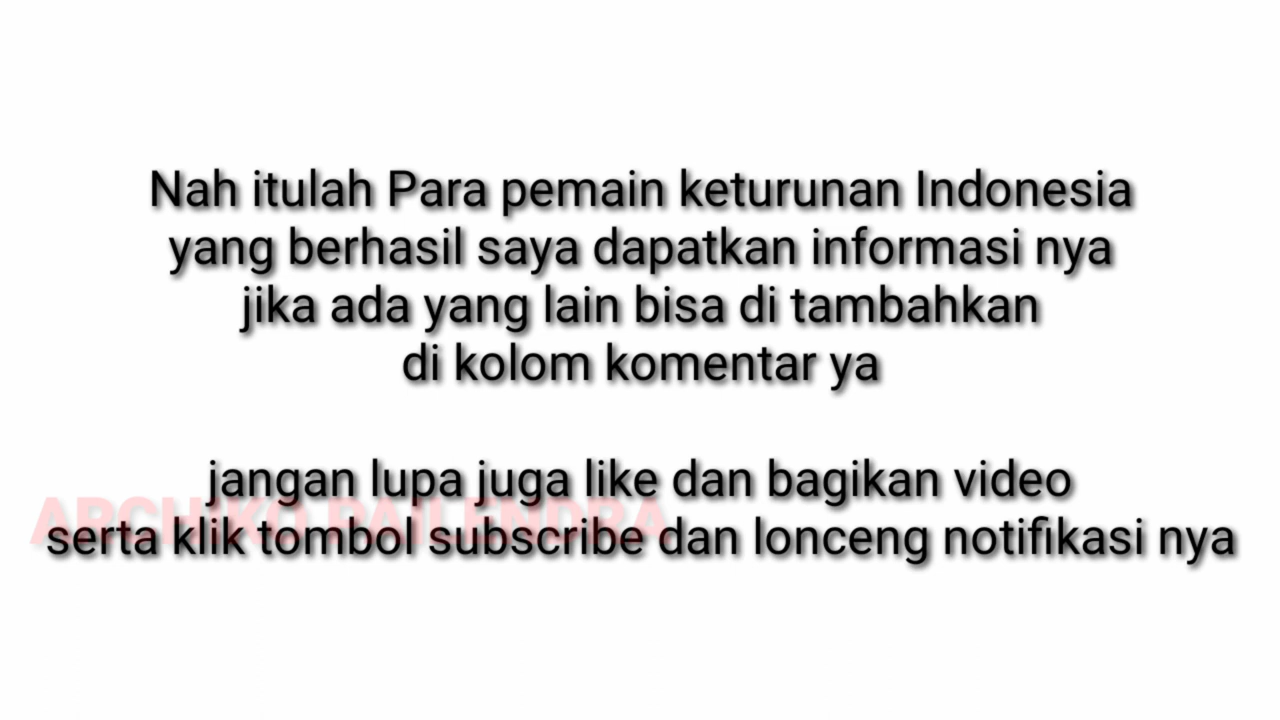 Nah itulah Para pemain keturunan Indonesia
yang berhasil saya dapatkan informasi nya
jika ada yang lain bisa di tambahkan
di kolom komentar ya
jangan lupa juga like dan bagikan video
ARCHIKO PAILENDRA
serta klik tombol subscribe dan lonceng notifikasi nya